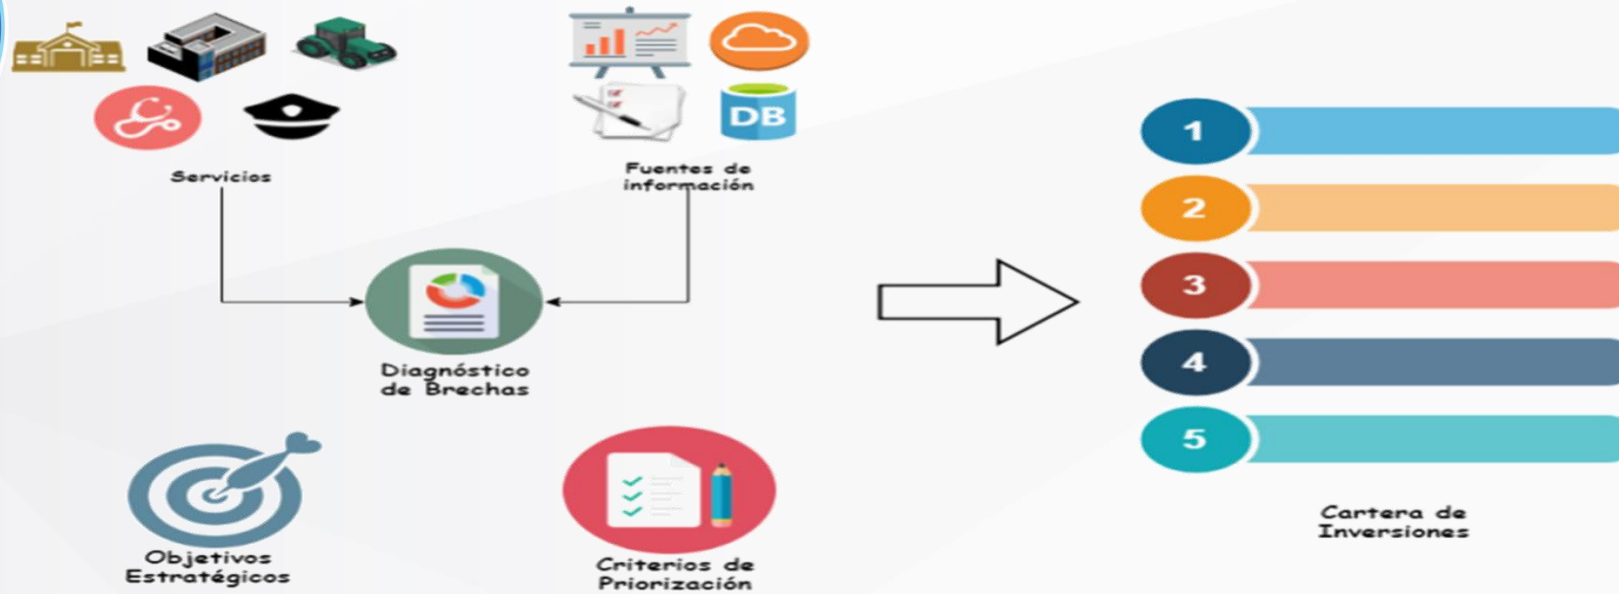 DB
Servicios
Fuentes de
información
Diagnóstico
de Brechas
Objetivos
Estratégicos
Criterios de
Priorización
1
2
3
4
5
Cartera de
Inversiones